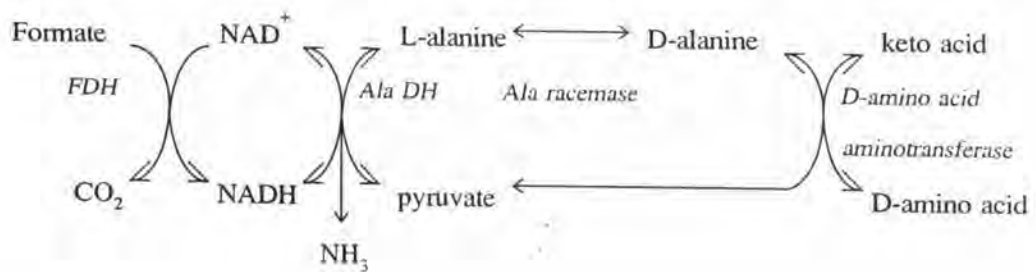 Formate NAD⁺ L-alanine D-alanine keto acid
FDH Ala DH Ala racemase D-amino acid
aminotransferase
CO₂ NADH pyruvate D-amino acid
NH₃